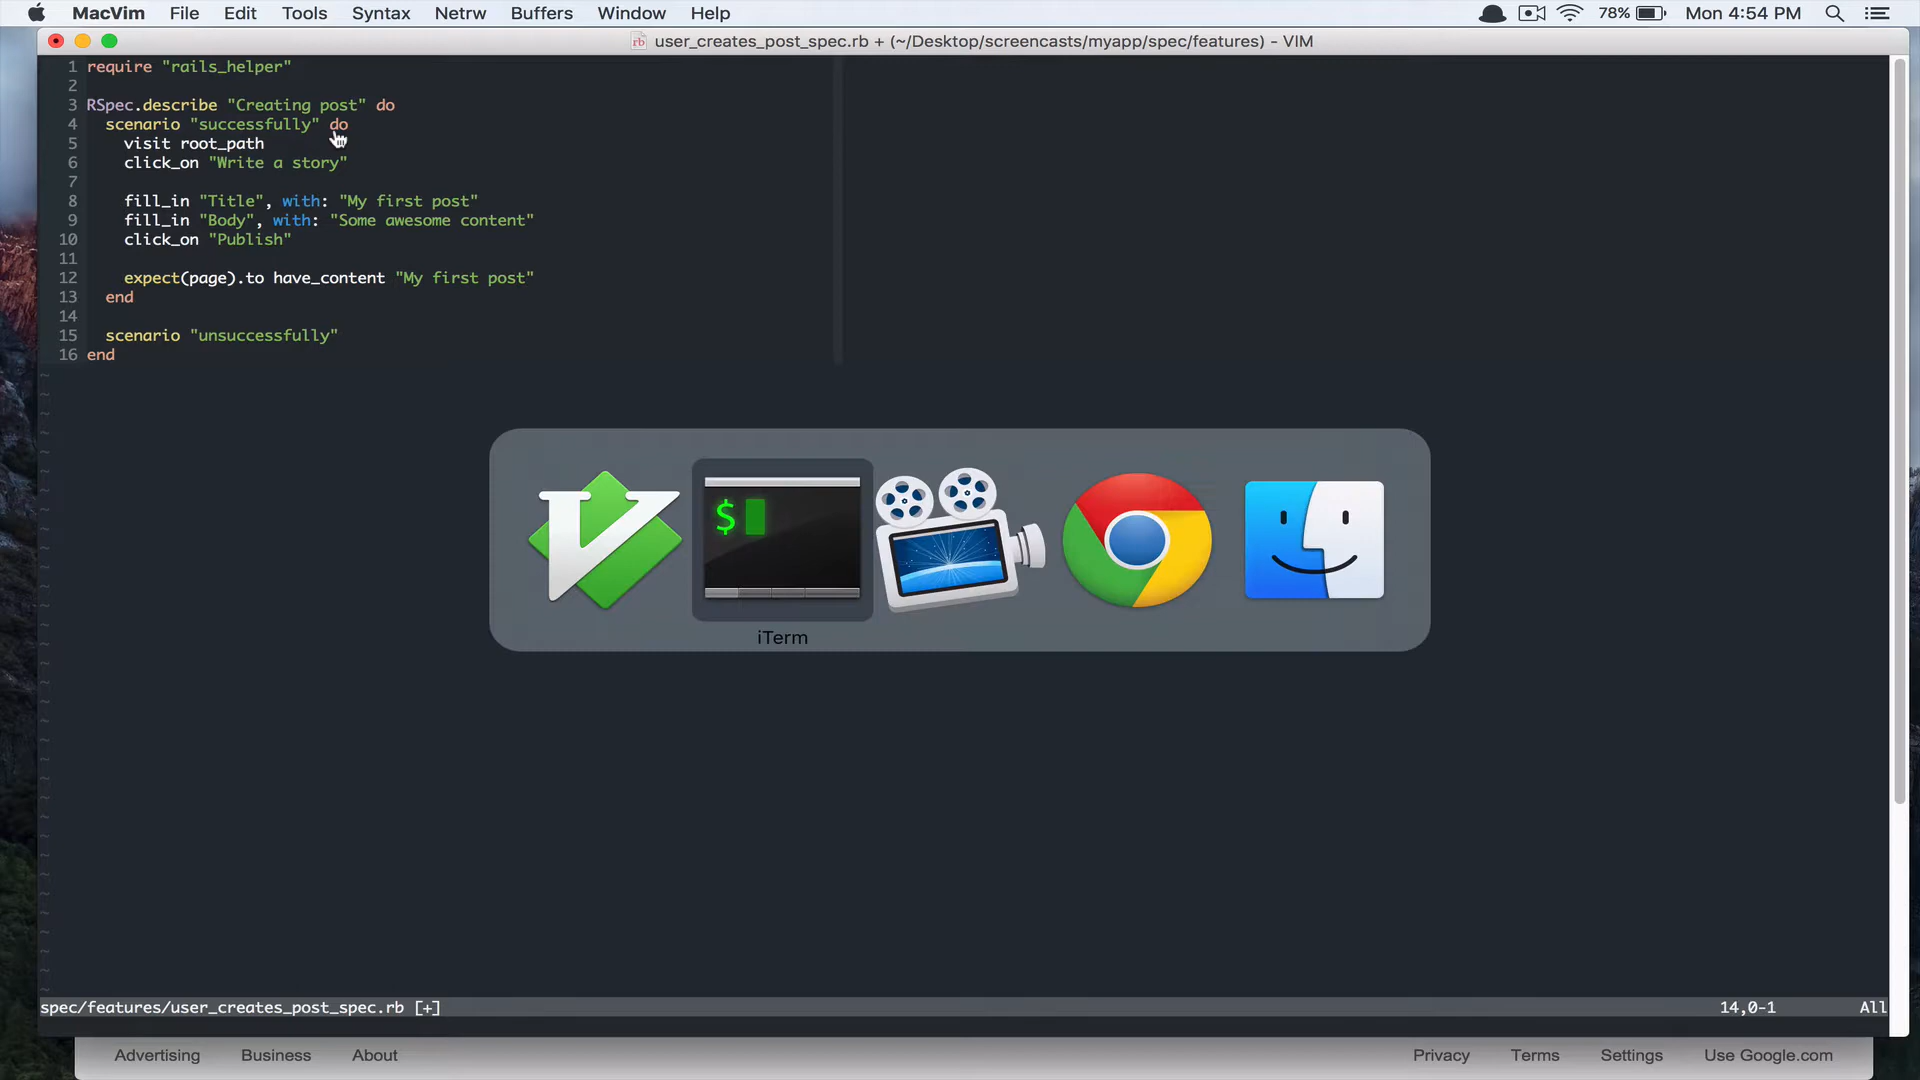 MacVim File Edit Tools Syntax Netrw Buffers Window Help 78% Mon 4:54 PM
user_creates_post_spec.rb + (~/Desktop/screencasts/myapp/spec/features) - VIM
1 require "rails_helper"
2
3 RSpec.describe "Creating post" do
4 scenario "successfully" do
5 visit root_path
6 click_on "Write a story"
7
8 fill_in "Title", with: "My first post"
9 fill_in "Body", with: "Some awesome content"
10 click_on "Publish"
11
12 expect(page).to have_content "My first post"
13 end
14
15 scenario "unsuccessfully"
16 end
$
iTerm
spec/features/user_creates_post_spec.rb [+] 14,0-1 All
Advertising Business About Privacy Terms Settings Use Google.com